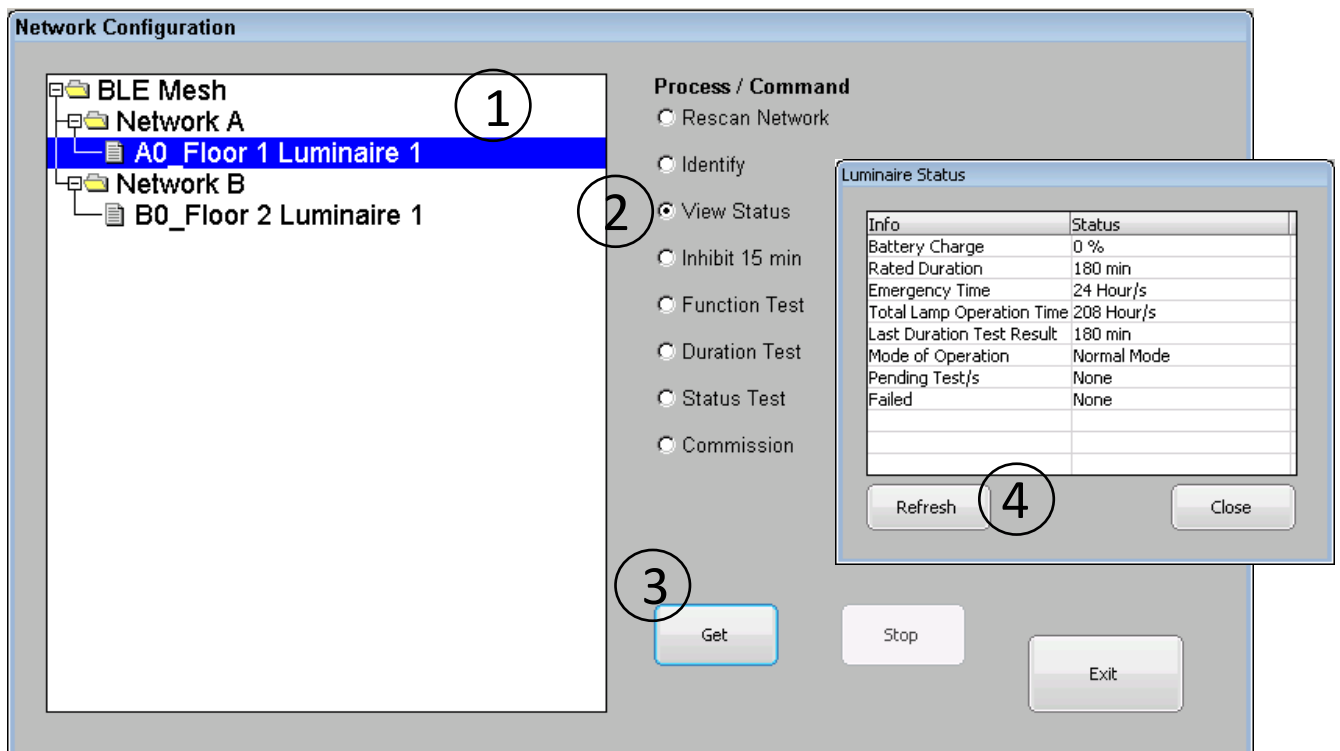 Network Configuration
BLE Mesh
1
Network A
A0_Floor 1 Luminaire 1
Network B
B0_Floor 2 Luminaire 1
Process / Command
Rescan Network
Identify
2
View Status
Inhibit 15 min
Function Test
Duration Test
Status Test
Commission
3
Get
Stop
Exit
Luminaire Status
Info Status
Battery Charge 0 %
Rated Duration 180 min
Emergency Time 24 Hour/s
Total Lamp Operation Time 208 Hour/s
Last Duration Test Result 180 min
Mode of Operation Normal Mode
Pending Test/s None
Failed None
Refresh
4
Close